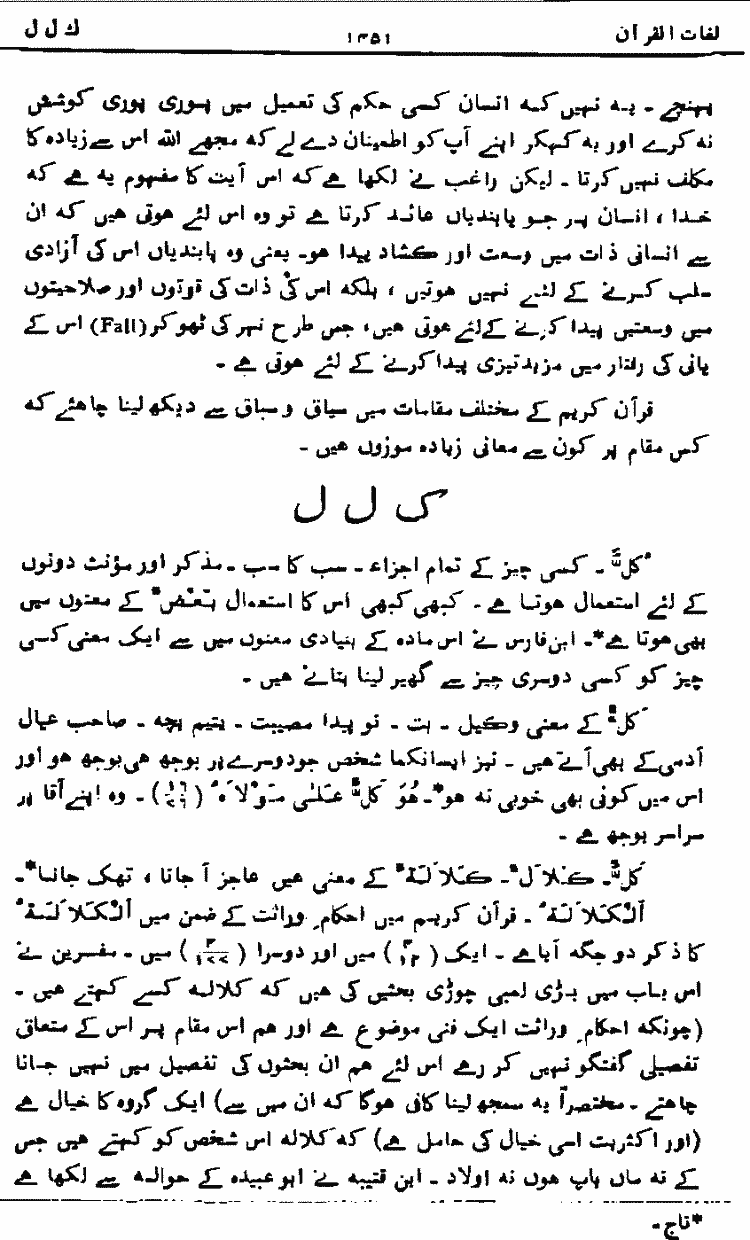 لغات القرآن ۱۴۵۱ ک ل ل
پہنچے ۔ یہ نہیں کہ انسان کسی حکم کی تعمیل میں پوری پوری کوشش
نہ کرے اور یہ کہکر اپنے آپ کو اطمینان دے لے کہ مجھے اللہ اس سے زیادہ کا
مکلف نہیں کرتا ۔ لیکن راغب نے لکھا ہے کہ اس آیت کا مفہوم یہ ہے کہ
خدا ، انسان پر جو پابندیاں عائد کرتا ہے تو وہ اس لئے ہوتی ہیں کہ ان
سے انسانی ذات میں وسعت اور کشاد پیدا ہو۔ یعنی وہ پابندیاں اس کی آزادی
سلب کرنے کے لئے نہیں ہوتیں ، بلکہ اس کی ذات کی قوتوں اور صلاحیتوں
میں وسعتیں پیدا کرنے کےلئے ہوتی ہیں، جس طرح نہر کی ٹھوکر (Fall) اس کے
پانی کی رفتار میں مزید تیزی پیدا کرنے کے لئے ہوتی ہے ۔
قرآن کریم کے مختلف مقامات میں سیاق و سباق سے دیکھ لینا چاہئے کہ
کس مقام پر کون سے معانی زیادہ موزوں ہیں ۔
ک ل ل
کُلٌّ ۔ کسی چیز کے تمام اجزاء ۔ سب کا سب ۔ مذکر اور مؤنث دونوں
کے لئے استعمال ہوتا ہے ۔ کبھی کبھی اس کا استعمال بَعْضٌ کے معنوں میں
بھی ہوتا ہے*۔ ابن فارس نے اس مادہ کے بنیادی معنوں میں سے ایک معنی کسی
چیز کو کسی دوسری چیز سے گھیر لینا بتائے ہیں ۔
کَلٌّ کے معنی وکیل ۔ بت ۔ نو پیدا مصیبت ۔ یتیم بچہ ۔ صاحب عیال
آدمی کے بھی آتے ہیں ۔ نیز ایسا نکما شخص جو دوسرے پر بوجھ ہی بوجھ ہو اور
اس میں کوئی بھی خوبی نہ ہو*۔ ھُوَ کَلٌّ عَلٰی مَوْلَاہُ (۱۶/۷۶) ۔ وہ اپنے آقا پر
سراسر بوجھ ہے ۔
کَلٌّ ۔ کَلَالٌ ۔ کَلَالَۃٌ کے معنی ہیں عاجز آ جانا ، تھک جانا*۔
اَلْکَلَالَۃُ ۔ قرآن کریم میں احکامِ وراثت کے ضمن میں اَلْکَلَالَۃُ
کا ذکر دو جگہ آیا ہے ۔ ایک (۴/۱۲) میں اور دوسرا (۴/۱۷۷) میں ۔ مفسرین نے
اس باب میں بڑی لمبی چوڑی بحثیں کی ہیں کہ کلالہ کسے کہتے ہیں ۔
(چونکہ احکامِ وراثت ایک فنی موضوع ہے اور ہم اس مقام پر اس کے متعلق
تفصیلی گفتگو نہیں کر رہے اس لئے ہم ان بحثوں کی تفصیل میں نہیں جانا
چاہتے ۔ مختصراً یہ سمجھ لینا کافی ہوگا کہ ان میں سے) ایک گروہ کا خیال ہے
(اور اکثریت اسی خیال کی حامل ہے) کہ کلالہ اس شخص کو کہتے ہیں جس
کے نہ ماں باپ ہوں نہ اولاد ۔ ابن قتیبہ نے ابو عبیدہ کے حوالہ سے لکھا ہے
*تاج۔